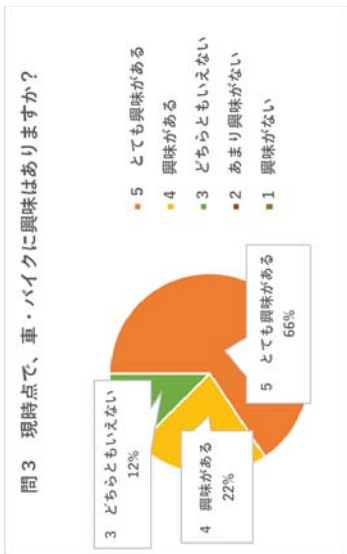 問3 現時点で、車・バイクに興味はありますか?
3 どちらともいえない
12%
4 興味がある
22%
5 とても興味がある
66%
5 とても興味がある
4 興味がある
3 どちらともいえない
2 あまり興味がない
1 興味がない